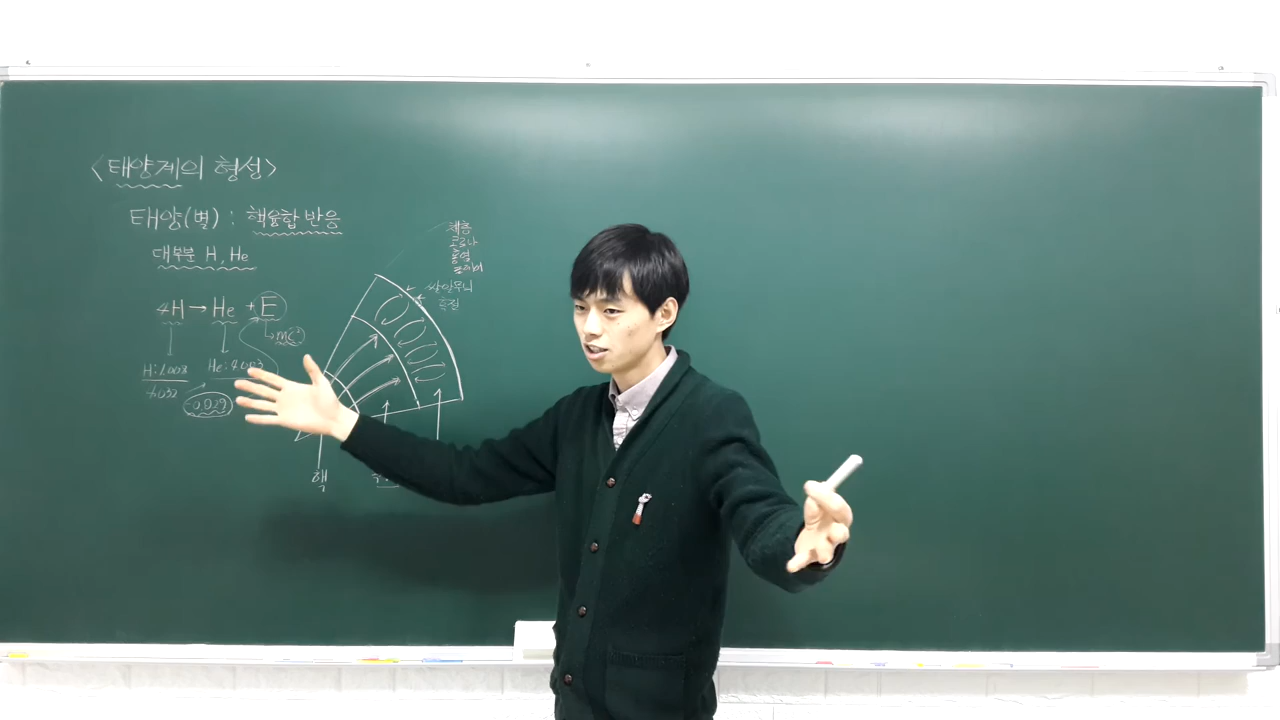 <태양계의 형성>
태양(별) : 핵융합 반응
대부분 H, He
4H → He + E
mc²
H:1.008
He:4.003
4.032
-0.029
채층
코로나
홍염
플레어
쌀알무늬
흑점
핵